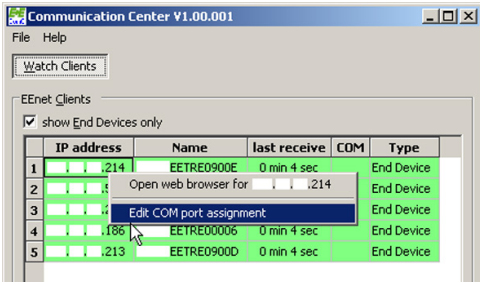 Communication Center V1.00.001
File Help
Watch Clients
EEnet Clients
show End Devices only
IP address Name last receive COM Type
1 . . .214 EETRE0900E 0 min 4 sec End Device
2 . End Device
Open web browser for . . .214
3 . End Device
Edit COM port assignment
4 . . .186 EETRE00006 0 min 4 sec End Device
5 . . .213 EETRE0900D 0 min 4 sec End Device